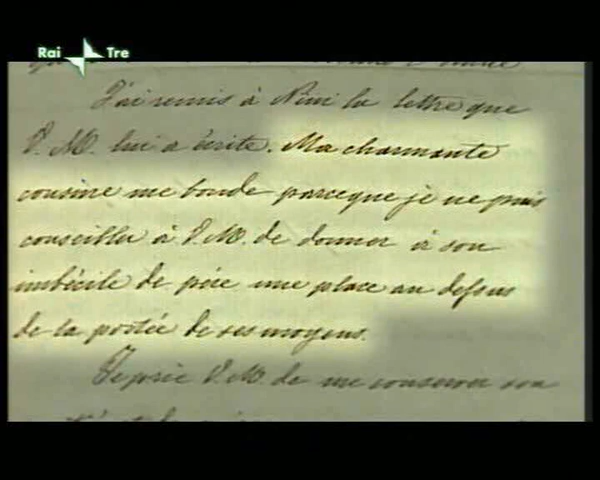 Rai Tre
J'ai remis à Nini la lettre que
V. M. lui a écrite. Ma charmante
cousine me boude parceque je ne puis
conseiller à V. M. de donner à son
imbécile de père une place au dessus
de la portée de ses moyens.
Je prie V. M. de me conserver son